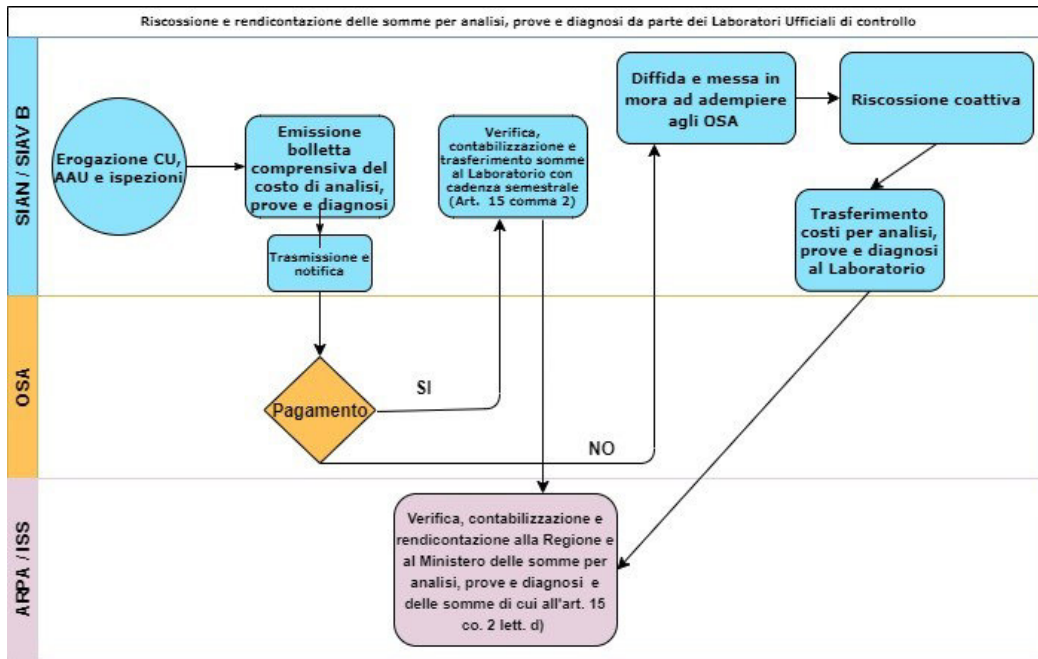 Riscossione e rendicontazione delle somme per analisi, prove e diagnosi da parte dei Laboratori Ufficiali di controllo
SIAN / SIAV B
Erogazione CU,
AAU e ispezioni
Emissione
bolletta
comprensiva del
costo di analisi,
prove e diagnosi
Trasmissione e
notifica
Verifica,
contabilizzazione e
trasferimento somme
al Laboratorio con
cadenza semestrale
(Art. 15 comma 2)
Diffida e messa in
mora ad adempiere
agli OSA
Riscossione coattiva
Trasferimento
costi per analisi,
prove e diagnosi
al Laboratorio
OSA
Pagamento
SI
NO
ARPA / ISS
Verifica, contabilizzazione e
rendicontazione alla Regione e
al Ministero delle somme per
analisi, prove e diagnosi e
delle somme di cui all'art. 15
co. 2 lett. d)